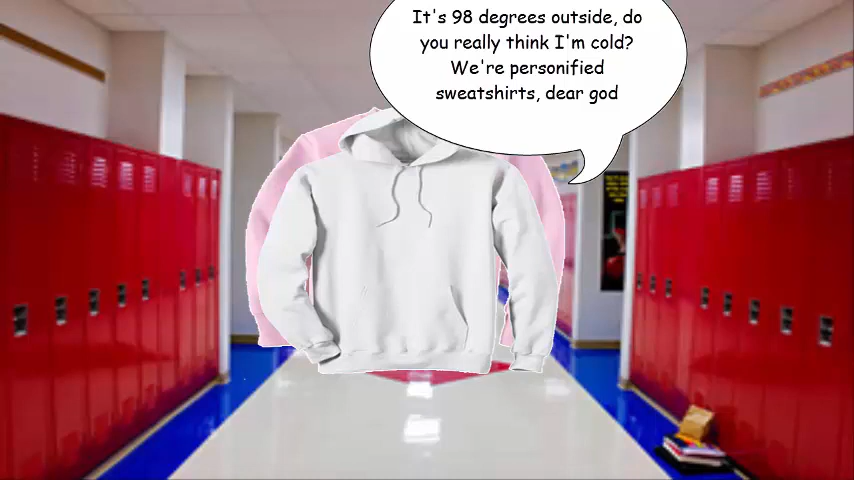 It's 98 degrees outside, do
you really think I'm cold?
We're personified
sweatshirts, dear god